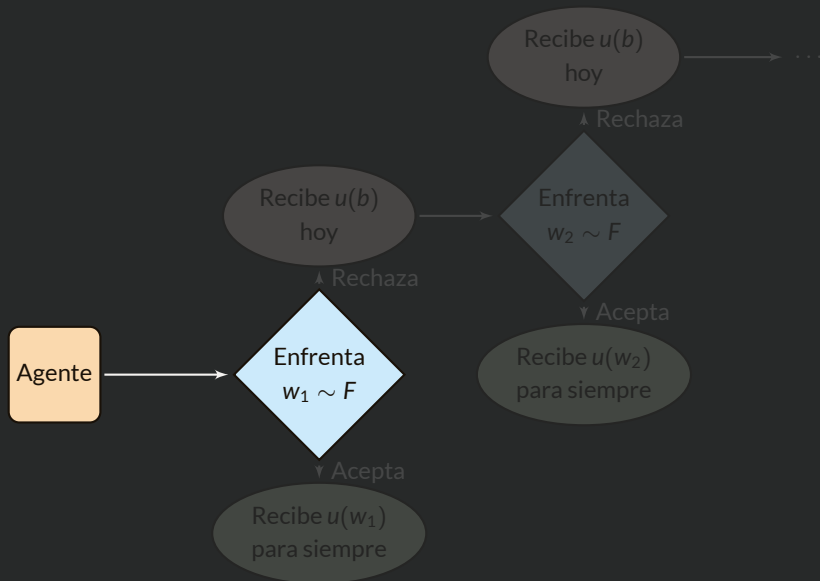 Recibe u(b)
hoy
...
Rechaza
Recibe u(b)
hoy
Enfrenta
w₂ ∼ F
Rechaza
Acepta
Agente
Enfrenta
w₁ ∼ F
Recibe u(w₂)
para siempre
Acepta
Recibe u(w₁)
para siempre